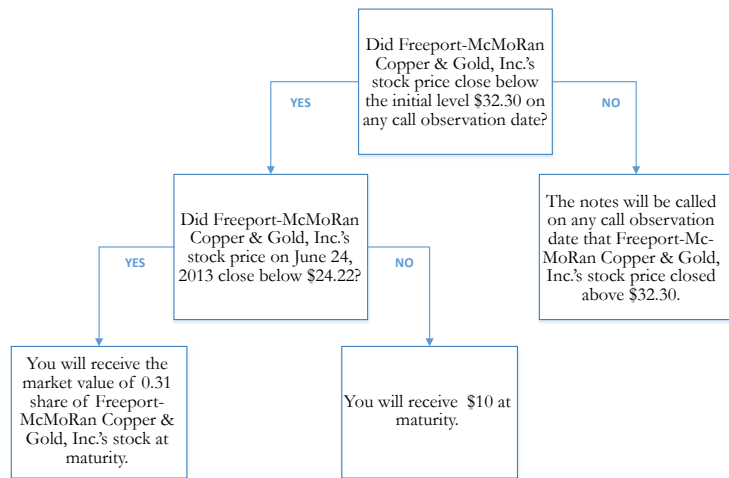 Did Freeport-McMoRan
Copper & Gold, Inc.'s
stock price close below
the initial level $32.30 on
any call observation date?
YES
NO
Did Freeport-McMoRan
Copper & Gold, Inc.'s
stock price on June 24,
2013 close below $24.22?
The notes will be called
on any call observation
date that Freeport-Mc-
MoRan Copper & Gold,
Inc.'s stock price closed
above $32.30.
YES
NO
You will receive the
market value of 0.31
share of Freeport-
McMoRan Copper &
Gold, Inc.'s stock at
maturity.
You will receive $10 at
maturity.